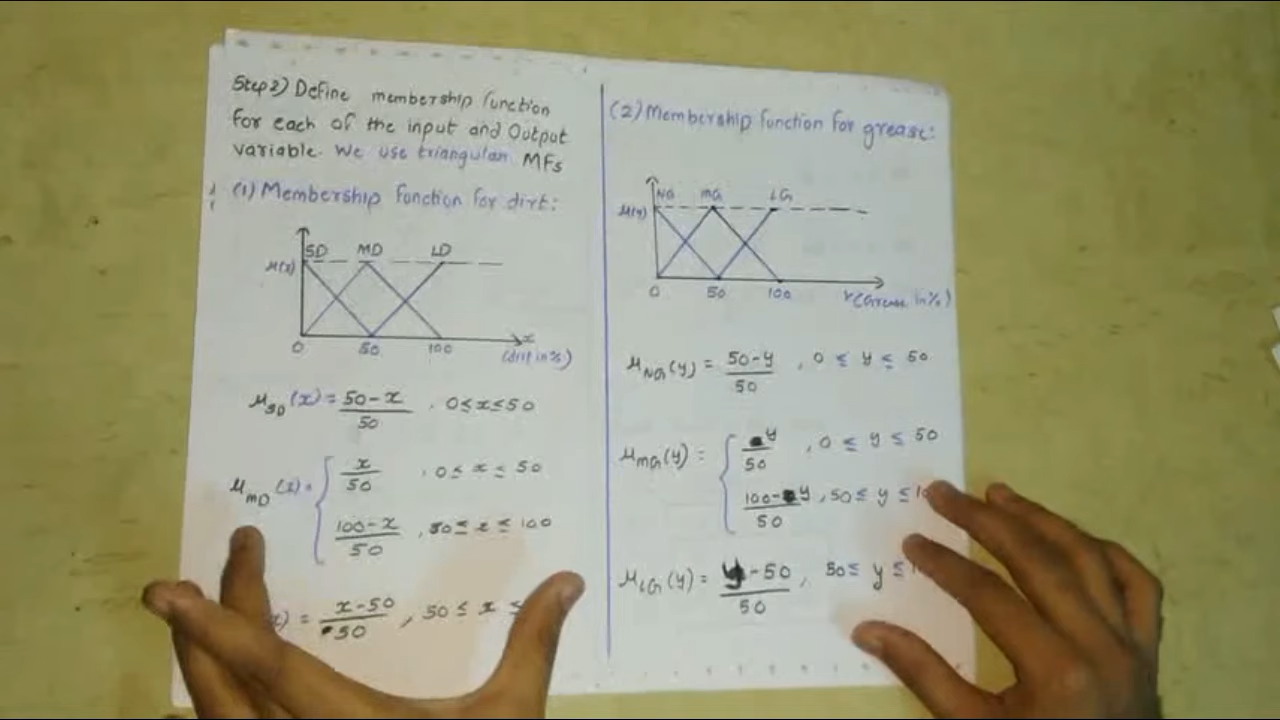 Step2) Define membership function
for each of the input and Output
variable. We use triangular MFs
(1) Membership function for dirt:
SD MD LD
μ(x)
0 50 100 x
(dirt in %)
μSD(x) = 50-x / 50 , 0≤x≤50
μMD(x) = { x / 50 , 0 ≤ x ≤ 50
100-x / 50 , 50 ≤ x ≤ 100
x) = x-50 / 50 , 50 ≤ x ≤
(2) Membership function for grease:
NG MG LG
μ(y)
0 50 100 Y(Grease in%)
μNG(y) = 50-y / 50 , 0 ≤ y ≤ 50
μMG(y) = { y / 50 , 0 ≤ y ≤ 50
100-y / 50 , 50 ≤ y ≤ 10
μLG(y) = y-50 / 50 , 50 ≤ y ≤ 1